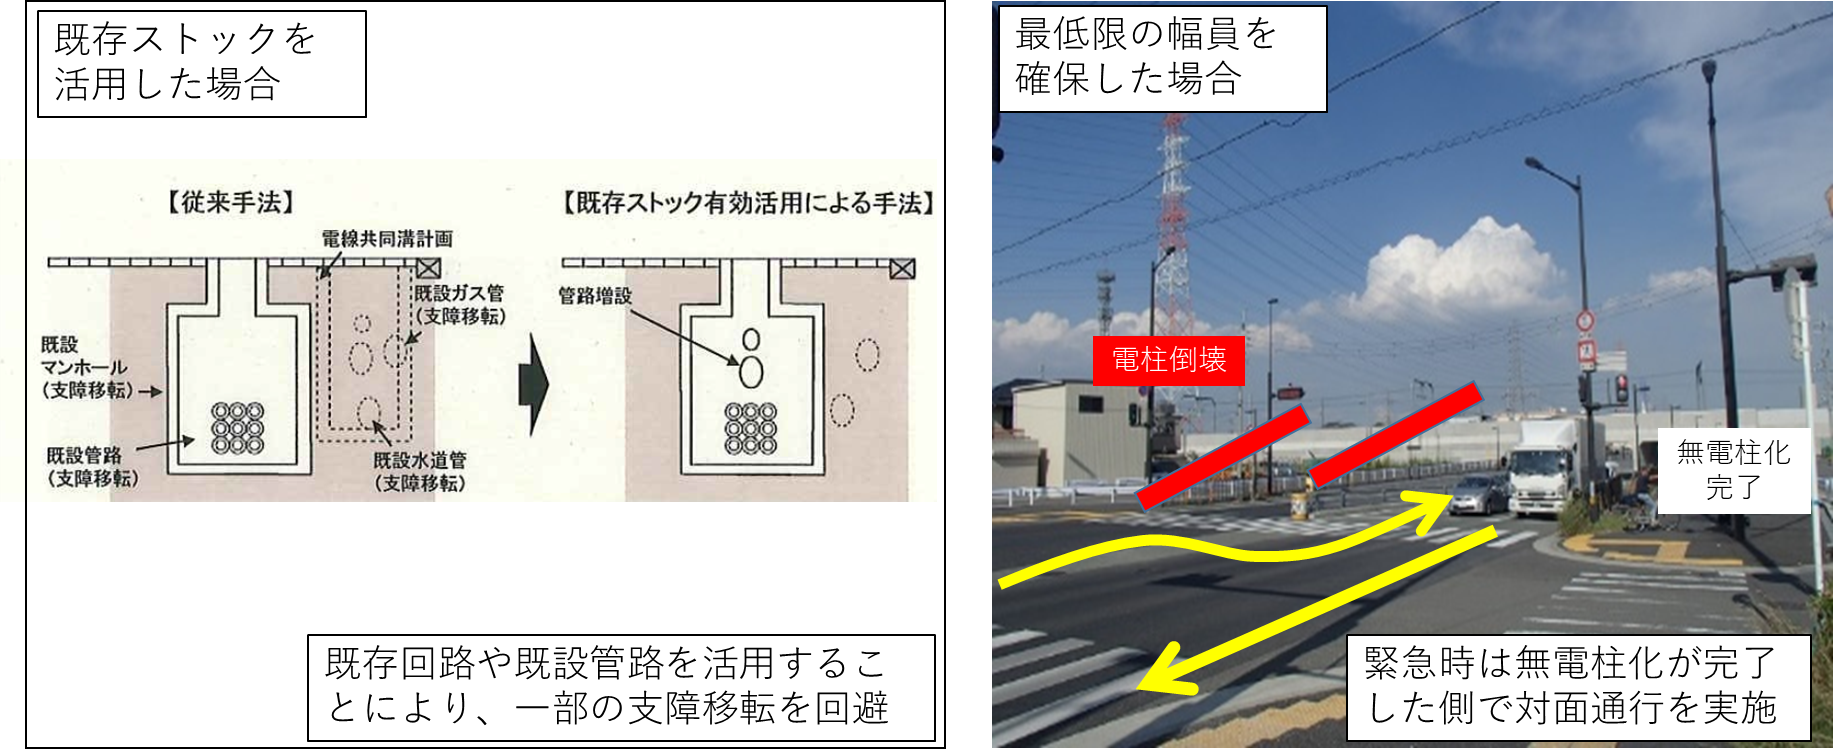 既存ストックを
活用した場合
【従来手法】
電線共同溝計画
既設ガス管
(支障移転)
既設
マンホール
(支障移転)
既設管路
(支障移転)
既設水道管
(支障移転)
【既存ストック有効活用による手法】
管路増設
既存回路や既設管路を活用するこ
とにより、一部の支障移転を回避
最低限の幅員を
確保した場合
電柱倒壊
無電柱化
完了
緊急時は無電柱化が完了
した側で対面通行を実施